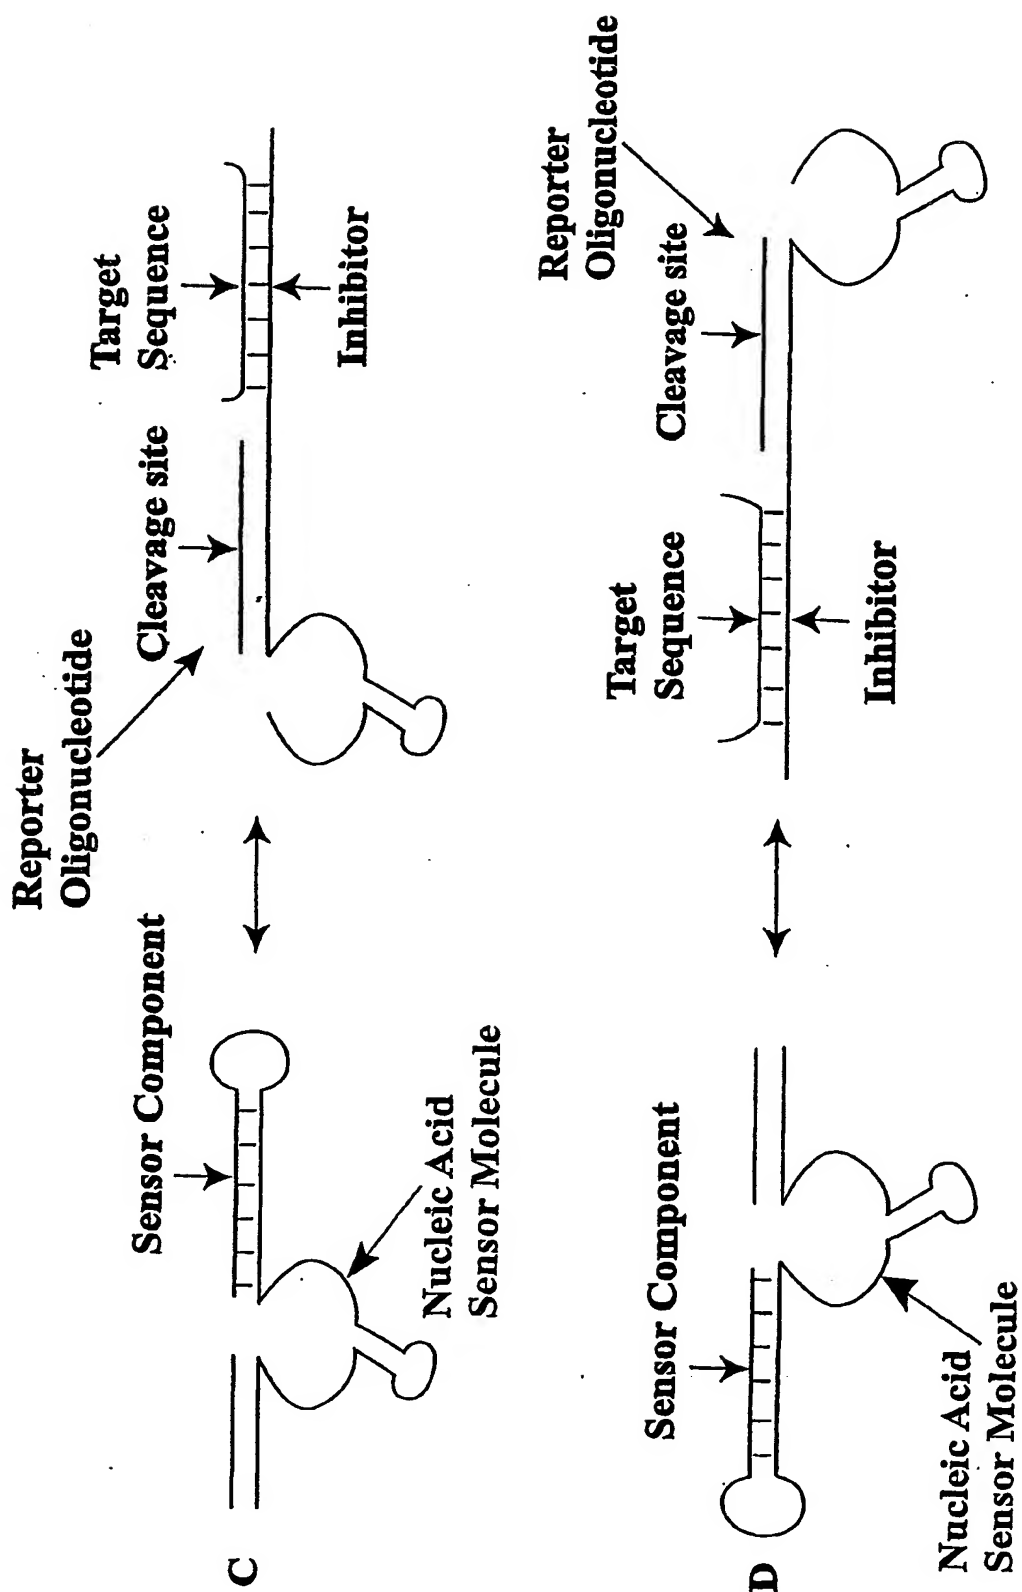 C
Sensor Component
Nucleic Acid
Sensor Molecule
Reporter
Oligonucleotide
Cleavage site
Target
Sequence
Inhibitor
D
Sensor Component
Nucleic Acid
Sensor Molecule
Target
Sequence
Inhibitor
Cleavage site
Reporter
Oligonucleotide